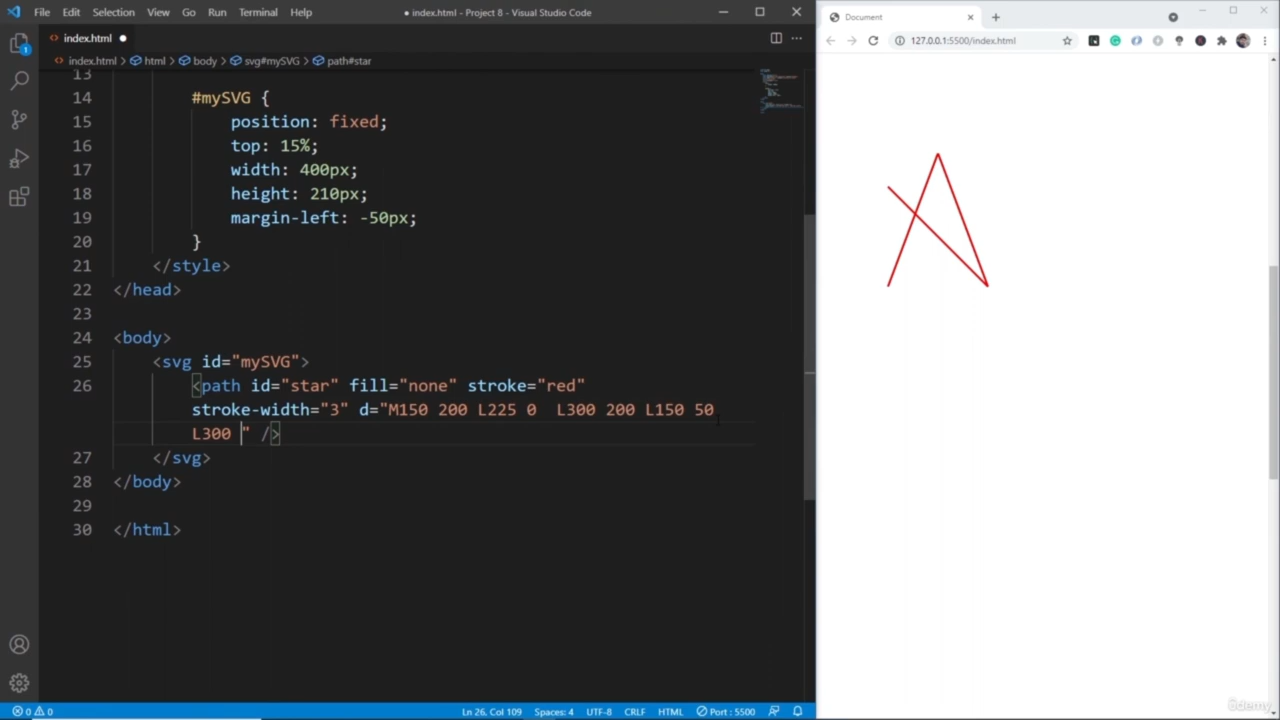 File Edit Selection View Go Run Terminal Help
● index.html - Project 8 - Visual Studio Code
Document
index.html
127.0.0.1:5500/index.html
index.html > html > body > svg#mySVG > path#star
13
14 #mySVG {
15 position: fixed;
16 top: 15%;
17 width: 400px;
18 height: 210px;
19 margin-left: -50px;
20 }
21 </style>
22 </head>
23
24 <body>
25 <svg id="mySVG">
26 <path id="star" fill="none" stroke="red"
stroke-width="3" d="M150 200 L225 0  L300 200 L150 50
L300 " />
27 </svg>
28 </body>
29
30 </html>
1
0 0
Ln 26, Col 109 Spaces: 4 UTF-8 CRLF HTML Port : 5500
ûdemy